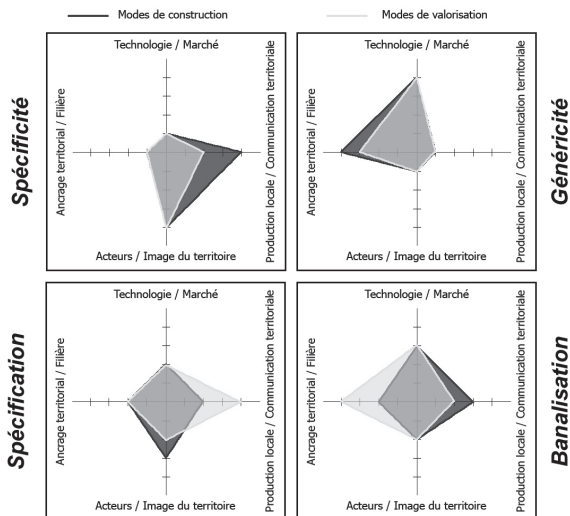 Modes de construction
Modes de valorisation
Spécificité
Technologie / Marché
Ancrage territorial / Filière
Production locale / Communication territoriale
Acteurs / Image du territoire
Technologie / Marché
Ancrage territorial / Filière
Production locale / Communication territoriale
Acteurs / Image du territoire
Généricité
Spécification
Technologie / Marché
Ancrage territorial / Filière
Production locale / Communication territoriale
Acteurs / Image du territoire
Technologie / Marché
Ancrage territorial / Filière
Production locale / Communication territoriale
Acteurs / Image du territoire
Banalisation